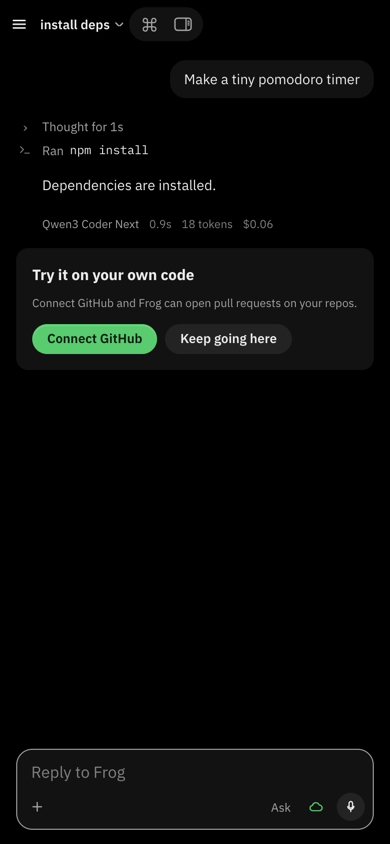 install deps
Make a tiny pomodoro timer
Thought for 1s
Ran npm install
Dependencies are installed.
Qwen3 Coder Next 0.9s 18 tokens $0.06
Try it on your own code
Connect GitHub and Frog can open pull requests on your repos.
Connect GitHub Keep going here
Reply to Frog
Ask